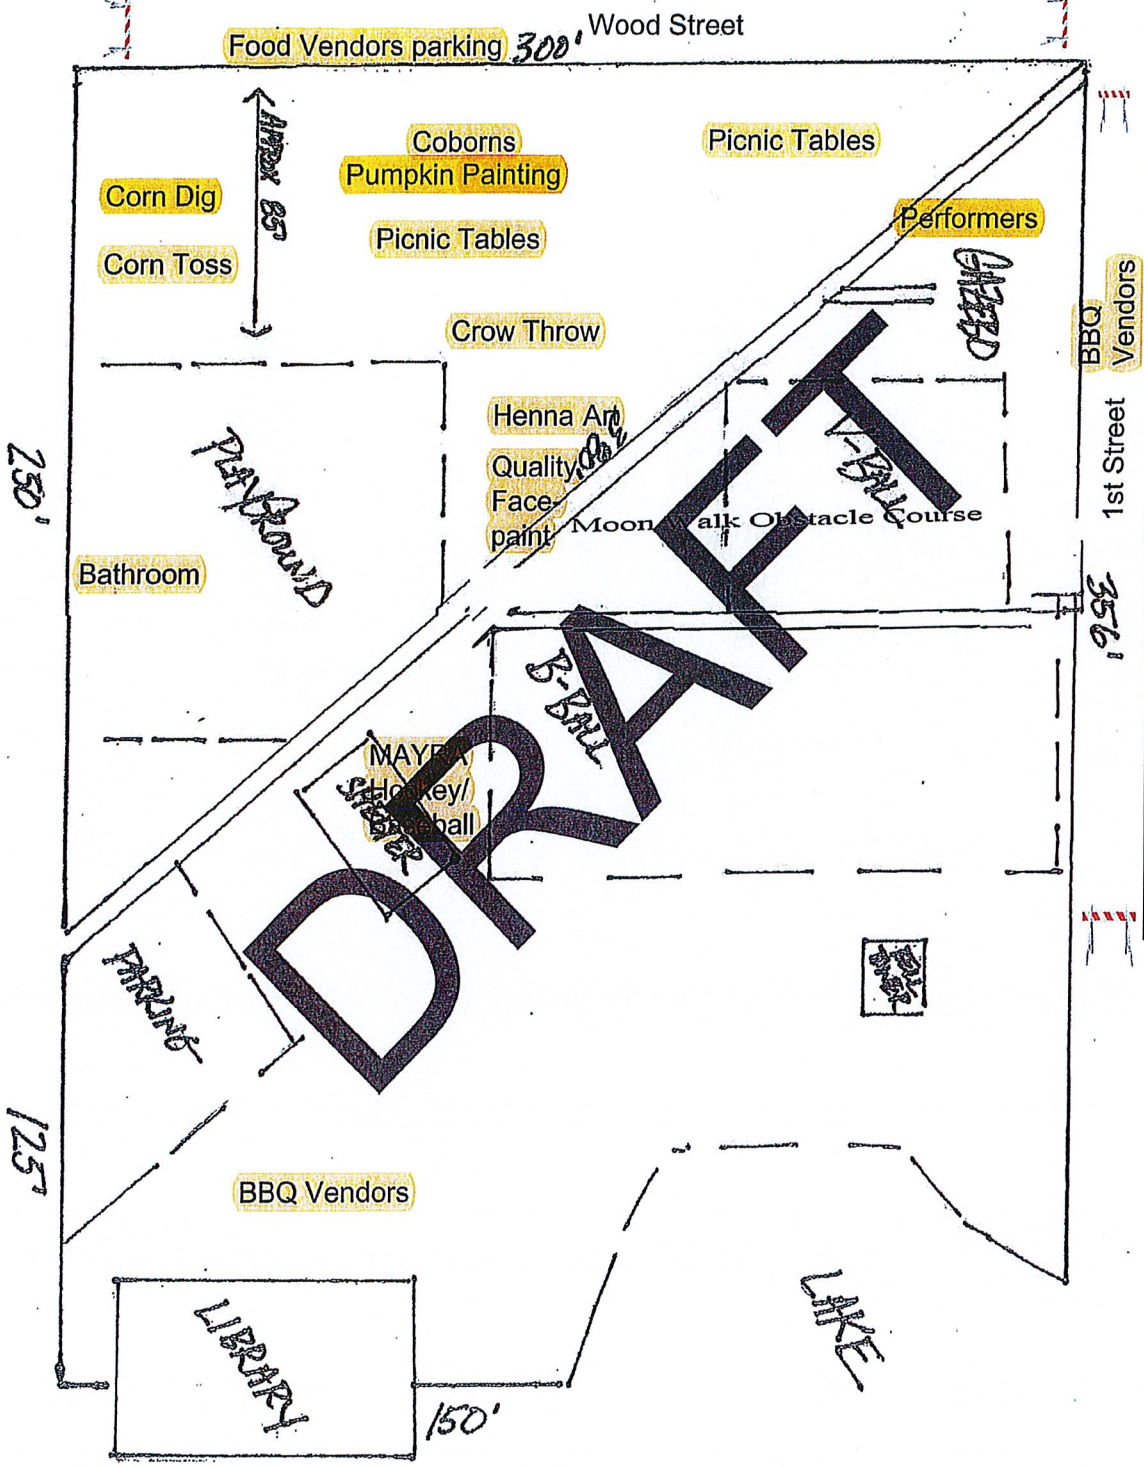 Wood Street
Food Vendors parking 300'
Coborns
Pumpkin Painting
Picnic Tables
APPROX 85'
Corn Dig
Performers
Picnic Tables
Corn Toss
GAZEBO
BBQ
Vendors
Crow Throw
Henna Art
Quality
Face-
paint
V-BALL
1st Street
250'
PLAYGROUND
Moon Walk Obstacle Course
Bathroom
356'
B-BALL
MAYRA
Hockey/
Baseball
SHELTER
DRAFT
PARKING
125'
BBQ Vendors
LIBRARY
LAKE
150'